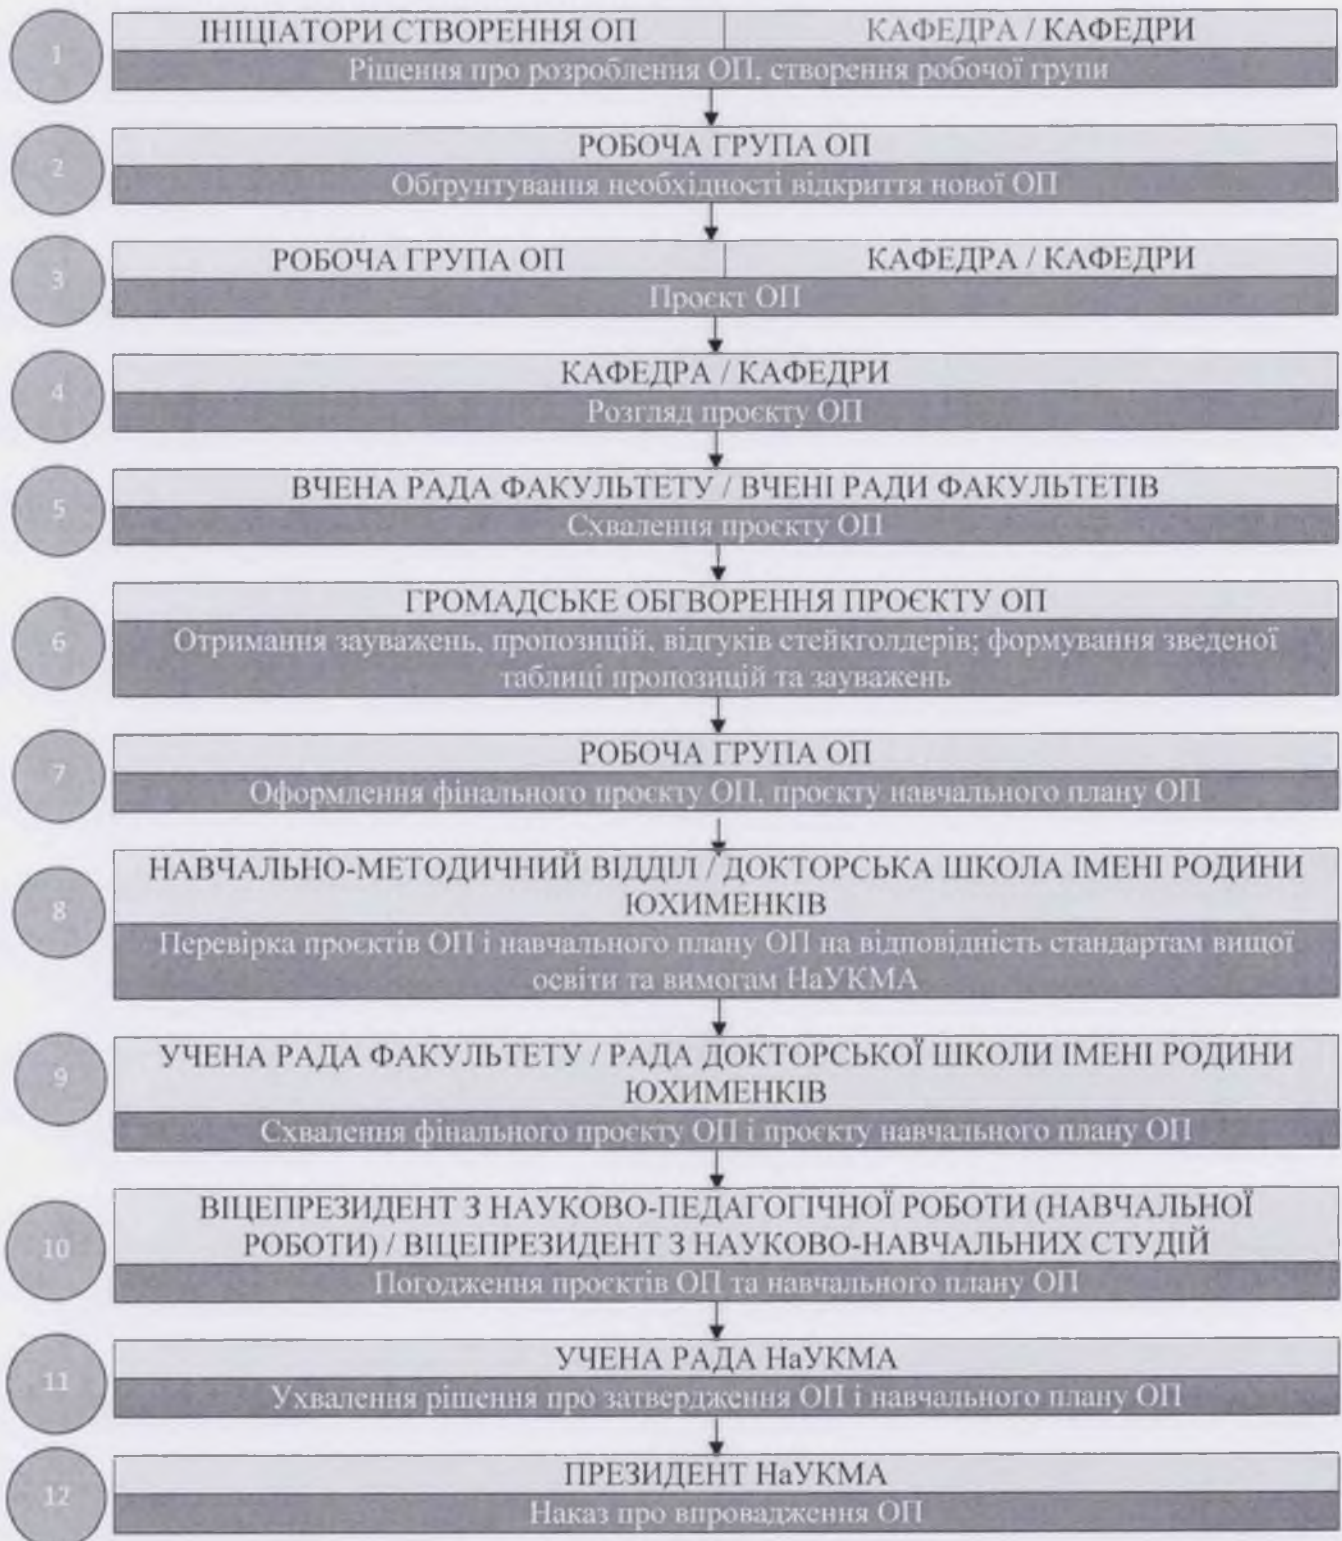 1
ІНІЦІАТОРИ СТВОРЕННЯ ОП
КАФЕДРА / КАФЕДРИ
Рішення про розроблення ОП, створення робочої групи
2
РОБОЧА ГРУПА ОП
Обґрунтування необхідності відкриття нової ОП
3
РОБОЧА ГРУПА ОП
КАФЕДРА / КАФЕДРИ
Проєкт ОП
4
КАФЕДРА / КАФЕДРИ
Розгляд проєкту ОП
5
ВЧЕНА РАДА ФАКУЛЬТЕТУ / ВЧЕНІ РАДИ ФАКУЛЬТЕТІВ
Схвалення проєкту ОП
6
ГРОМАДСЬКЕ ОБГВОРЕННЯ ПРОЄКТУ ОП
Отримання зауважень, пропозицій, відгуків стейкголдерів; формування зведеної
таблиці пропозицій та зауважень
7
РОБОЧА ГРУПА ОП
Оформлення фінального проєкту ОП, проєкту навчального плану ОП
8
НАВЧАЛЬНО-МЕТОДИЧНИЙ ВІДДІЛ / ДОКТОРСЬКА ШКОЛА ІМЕНІ РОДИНИ
ЮХИМЕНКІВ
Перевірка проєктів ОП і навчального плану ОП на відповідність стандартам вищої
освіти та вимогам НаУКМА
9
УЧЕНА РАДА ФАКУЛЬТЕТУ / РАДА ДОКТОРСЬКОЇ ШКОЛИ ІМЕНІ РОДИНИ
ЮХИМЕНКІВ
Схвалення фінального проєкту ОП і проєкту навчального плану ОП
10
ВІЦЕПРЕЗИДЕНТ З НАУКОВО-ПЕДАГОГІЧНОЇ РОБОТИ (НАВЧАЛЬНОЇ
РОБОТИ) / ВІЦЕПРЕЗИДЕНТ З НАУКОВО-НАВЧАЛЬНИХ СТУДІЙ
Погодження проєктів ОП та навчального плану ОП
11
УЧЕНА РАДА НаУКМА
Ухвалення рішення про затвердження ОП і навчального плану ОП
12
ПРЕЗИДЕНТ НаУКМА
Наказ про впровадження ОП